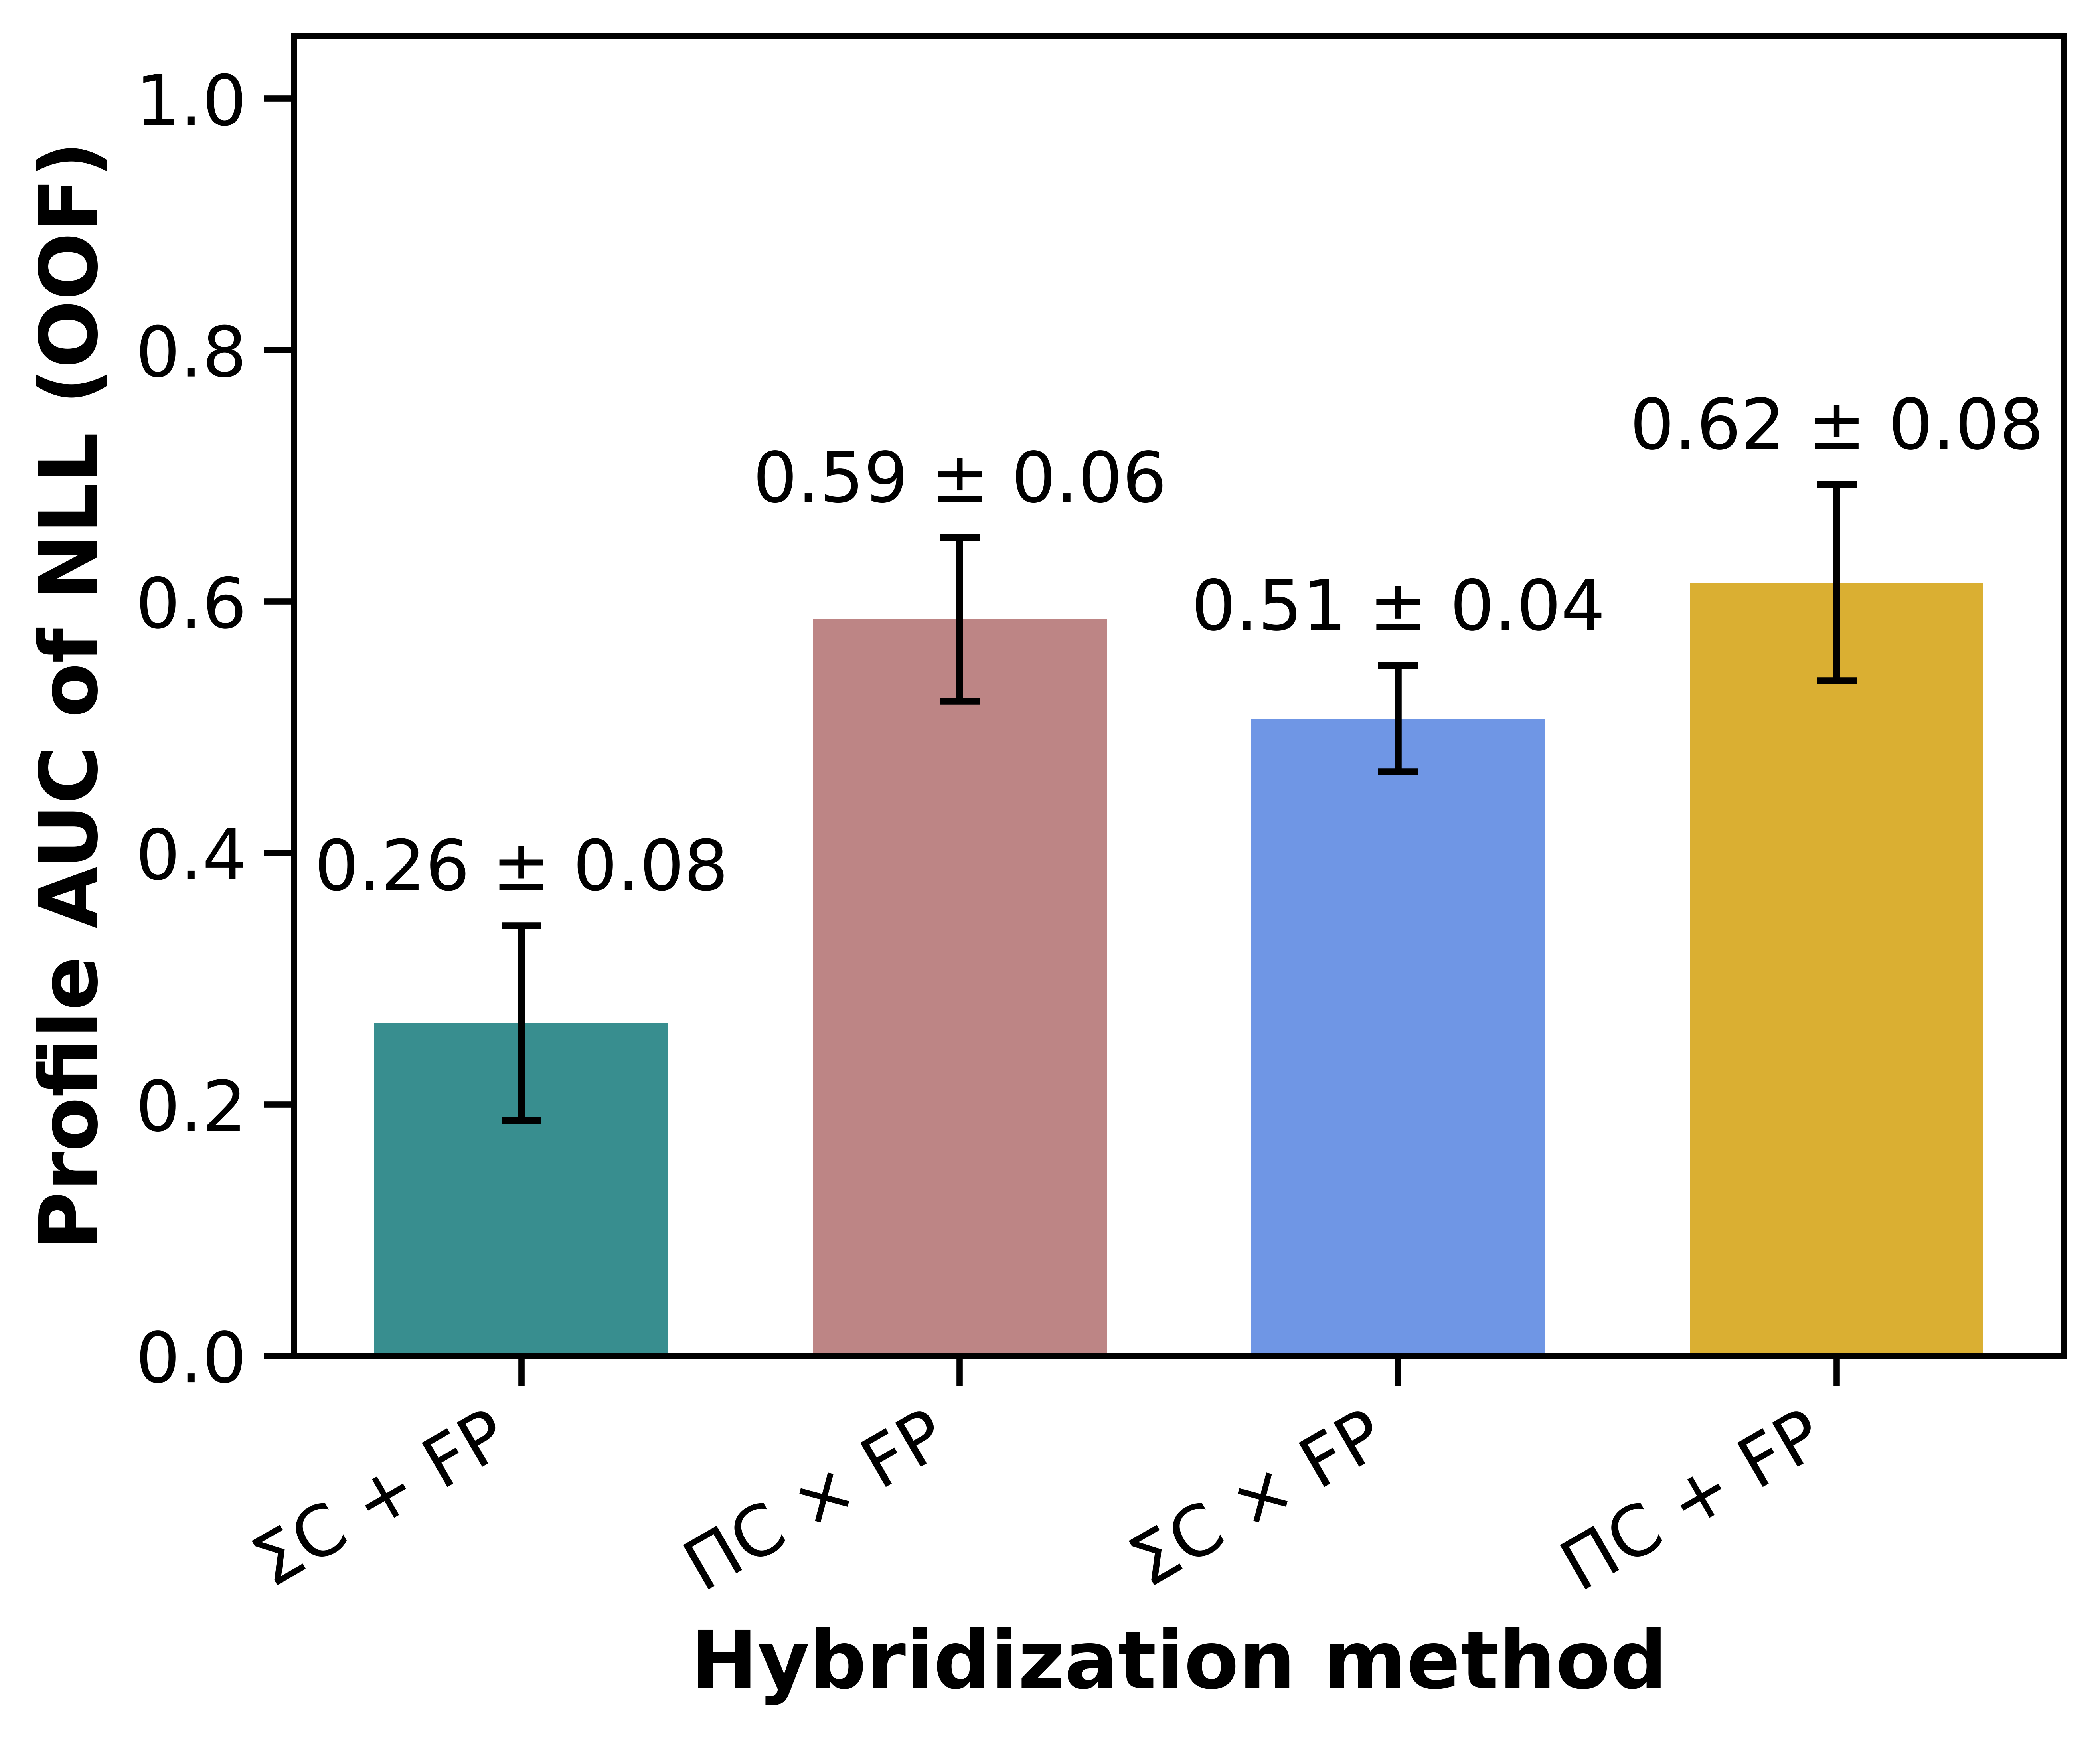 Profile AUC of NLL (OOF)
1.0
0.8
0.6
0.4
0.2
0.0
0.26 ± 0.08
0.59 ± 0.06
0.51 ± 0.04
0.62 ± 0.08
ΣC + FP
ΠC × FP
ΣC × FP
ΠC + FP
Hybridization method